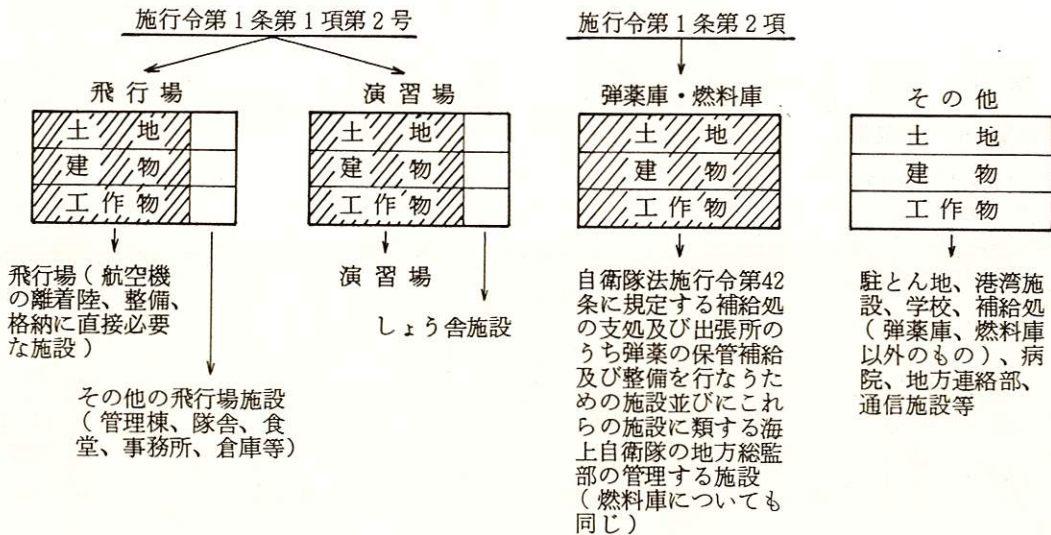 施行令第1条第1項第2号
施行令第1条第2項
飛行場
土地
建物
工作物
飛行場(航空機
の離着陸、整備、
格納に直接必要
な施設)
その他の飛行場施設
(管理棟、隊舎、食
堂、事務所、倉庫等)
演習場
土地
建物
工作物
演習場
しょう舎施設
弾薬庫・燃料庫
土地
建物
工作物
自衛隊法施行令第42
条に規定する補給処
の支処及び出張所の
うち弾薬の保管補給
及び整備を行なうた
めの施設並びにこれ
らの施設に類する海
上自衛隊の地方総監
部の管理する施設
(燃料庫についても
同じ)
その他
土地
建物
工作物
駐とん地、港湾施
設、学校、補給処
(弾薬庫、燃料庫
以外のもの)、病
院、地方連絡部、
通信施設等